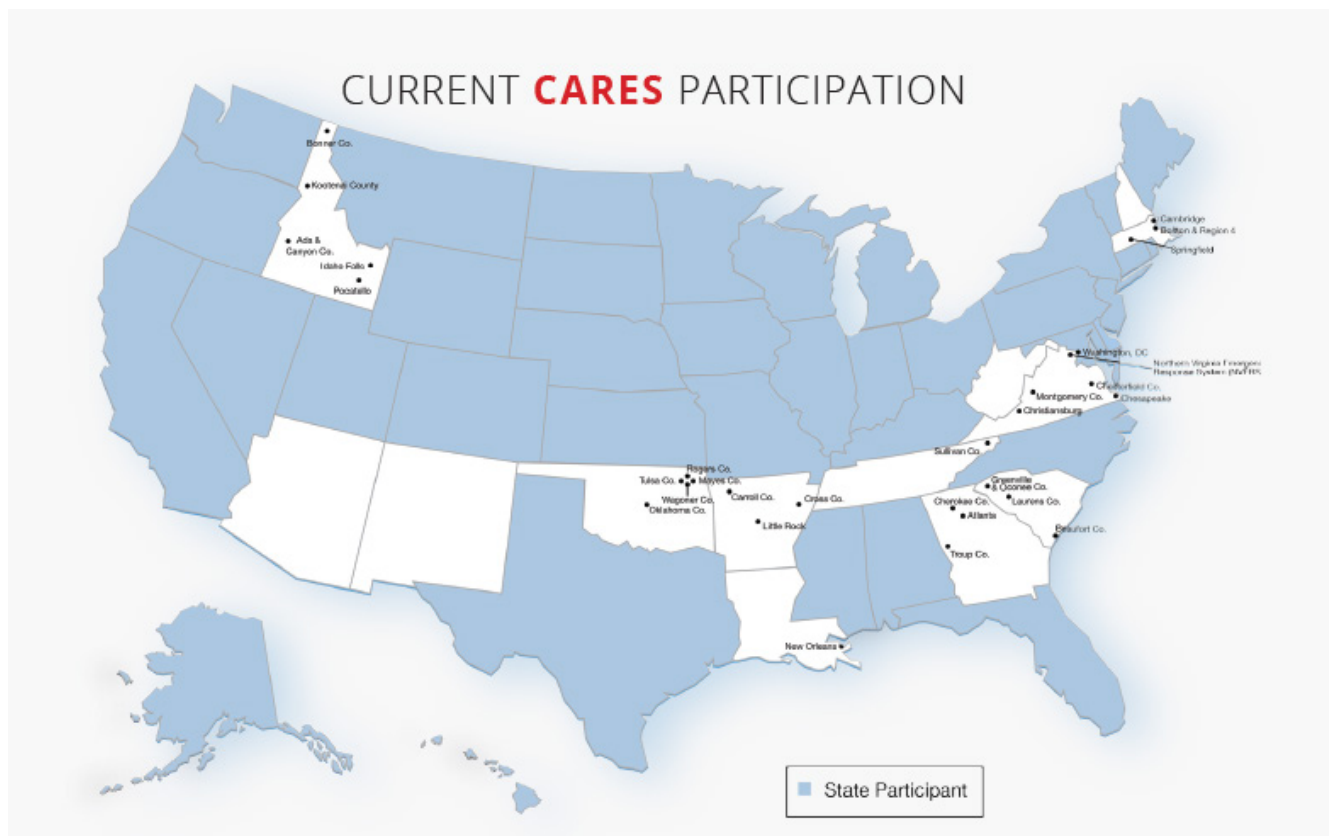 CURRENT CARES PARTICIPATION
Bonner Co.
Kootenai County
Ada &
Canyon Co.
Idaho Falls
Pocatello
Cambridge
Boston & Region 4
Springfield
Washington, DC
Northern Virginia Emergenc
Response System (NVERS
Chesterfield Co.
Montgomery Co.
Chesapeake
Christiansburg
Sullivan Co.
Rogers Co.
Tulsa Co.
Mayes Co.
Wagoner Co.
Oklahoma Co.
Carroll Co.
Cross Co.
Little Rock
Greenville
& Oconee Co.
Laurens Co.
Cherokee Co.
Atlanta
Beaufort Co.
Troup Co.
New Orleans
State Participant